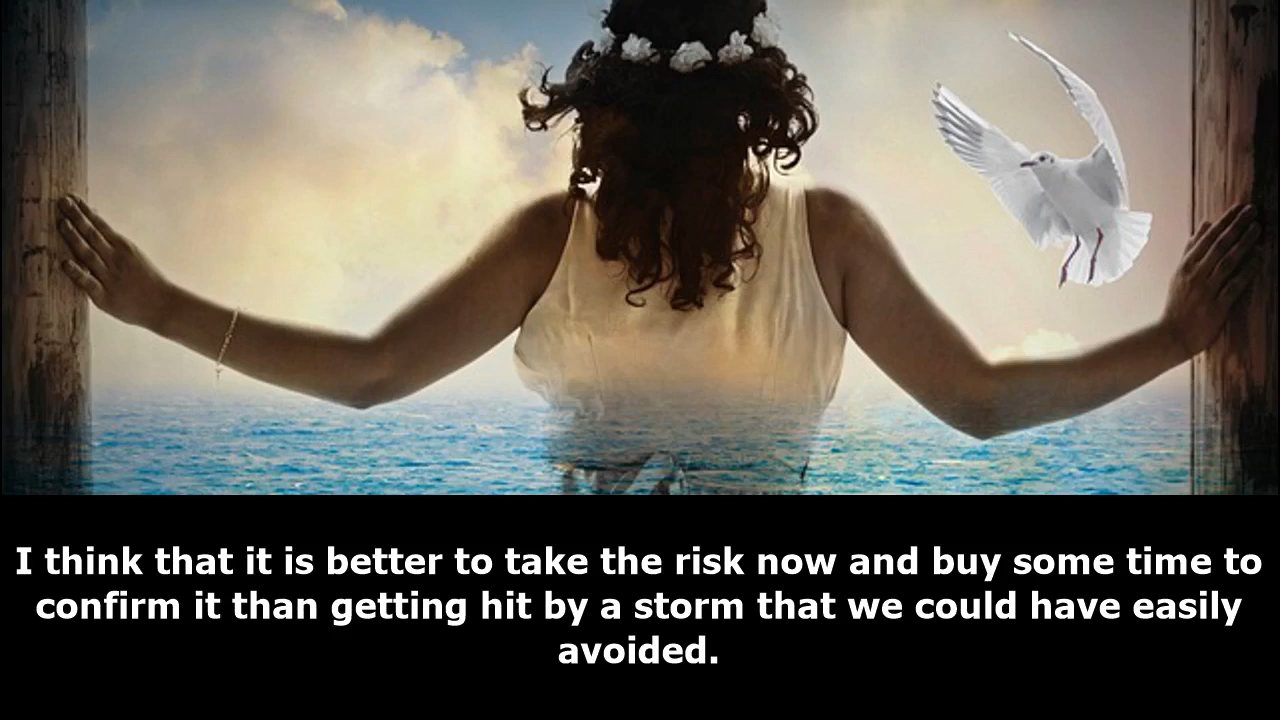 I think that it is better to take the risk now and buy some time to
confirm it than getting hit by a storm that we could have easily
avoided.